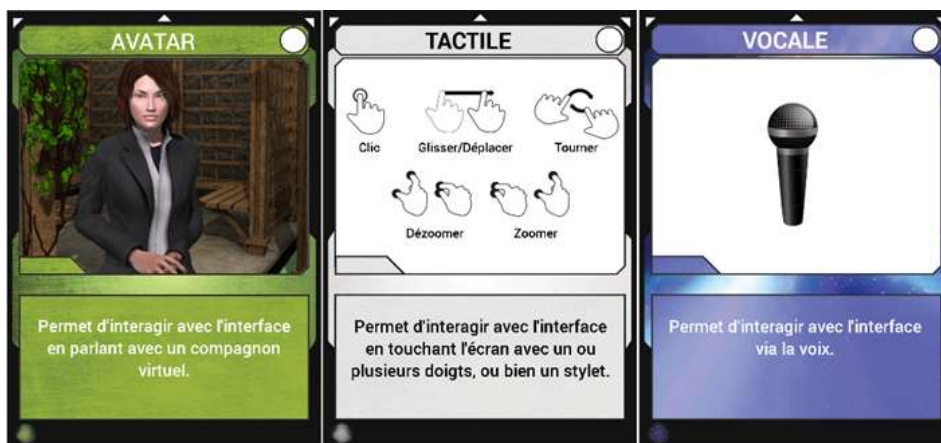 AVATAR
Permet d'interagir avec l'interface
en parlant avec un compagnon
virtuel.
TACTILE
Clic
Glisser/Déplacer
Tourner
Dézoomer
Zoomer
Permet d'interagir avec l'interface
en touchant l'écran avec un ou
plusieurs doigts, ou bien un stylet.
VOCALE
Permet d'interagir avec l'interface
via la voix.